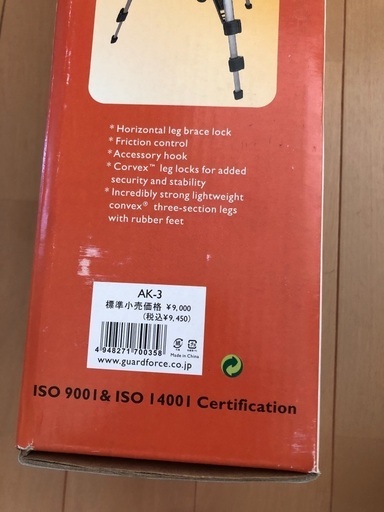 * Horizontal leg brace lock
* Friction control
* Accessory hook
* Corvex™ leg locks for added
security and stability
* Incredibly strong lightweight
convex® three-section legs
with rubber feet
AK-3
標準小売価格 ¥9,000
(税込¥9,450)
4 948271 700358
Made in China
www.guardforce.co.jp
ISO 9001 & ISO 14001 Certification